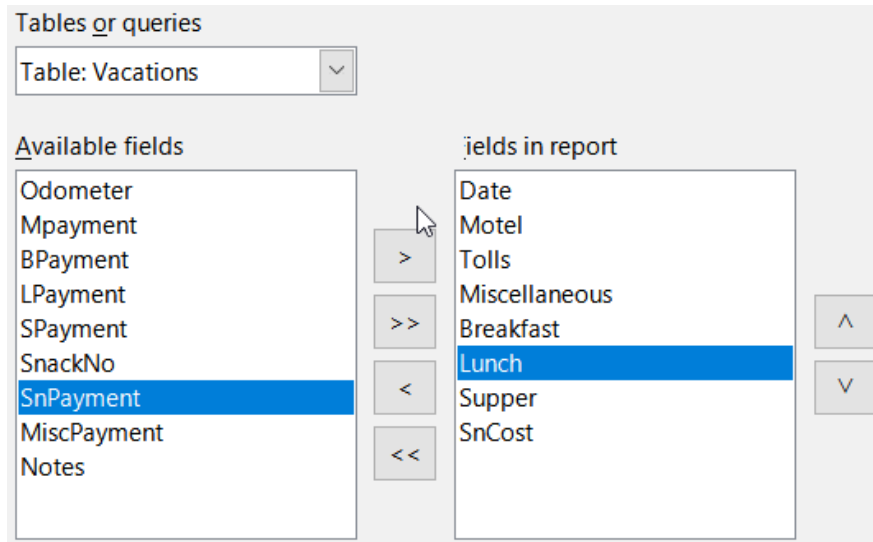 Tables or queries
Table: Vacations
Available fields
Odometer
Mpayment
BPayment
LPayment
SPayment
SnackNo
SnPayment
MiscPayment
Notes
>
>>
<
<<
ields in report
Date
Motel
Tolls
Miscellaneous
Breakfast
Lunch
Supper
SnCost